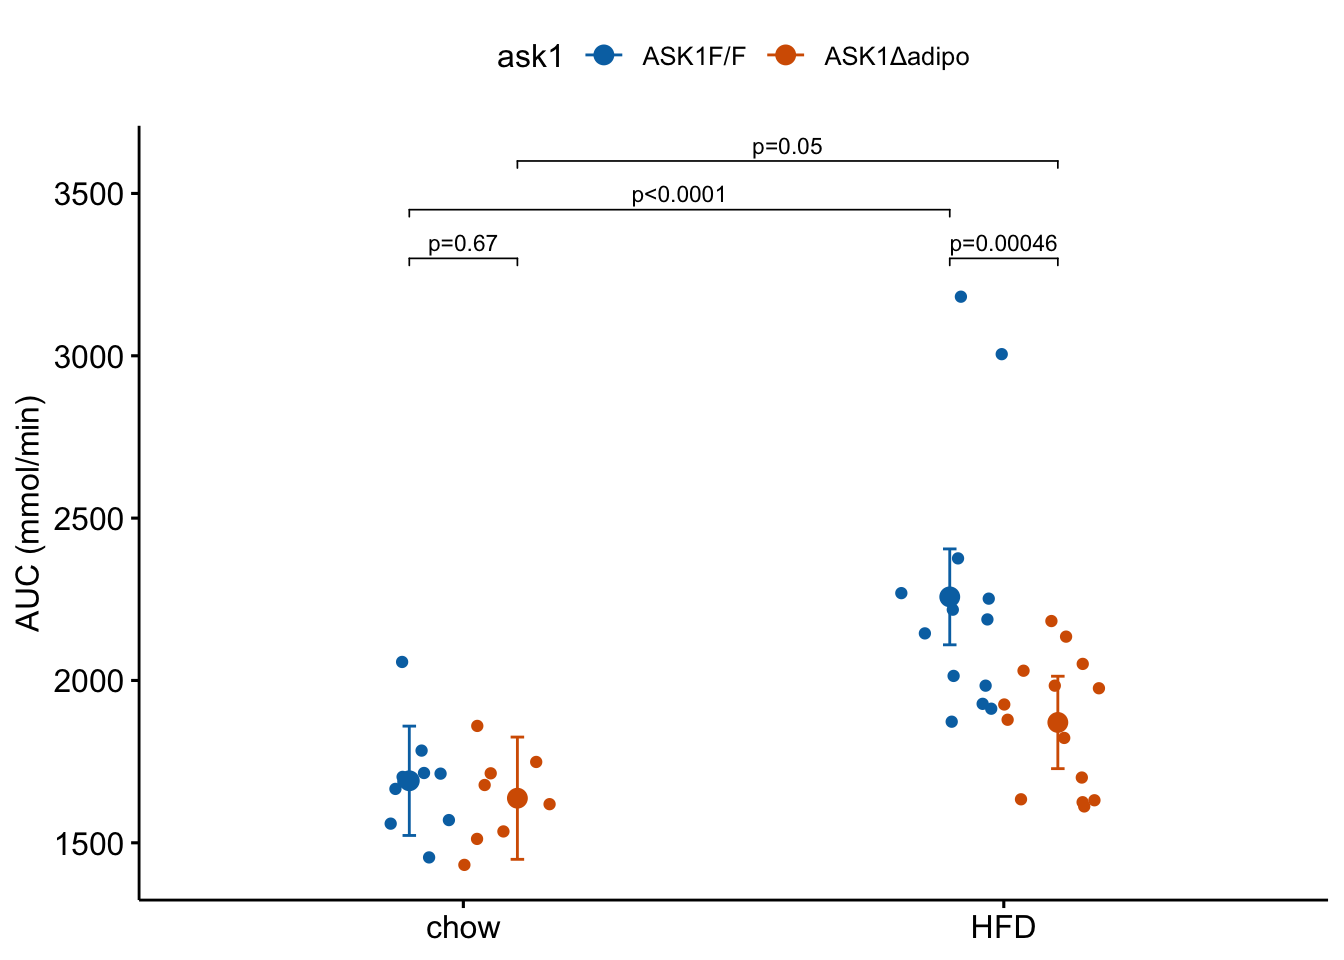 ask1 ASK1F/F ASK1Δadipo
p=0.05
3500
p<0.0001
p=0.67 p=0.00046
3000
2500
AUC (mmol/min)
2000
1500
chow HFD